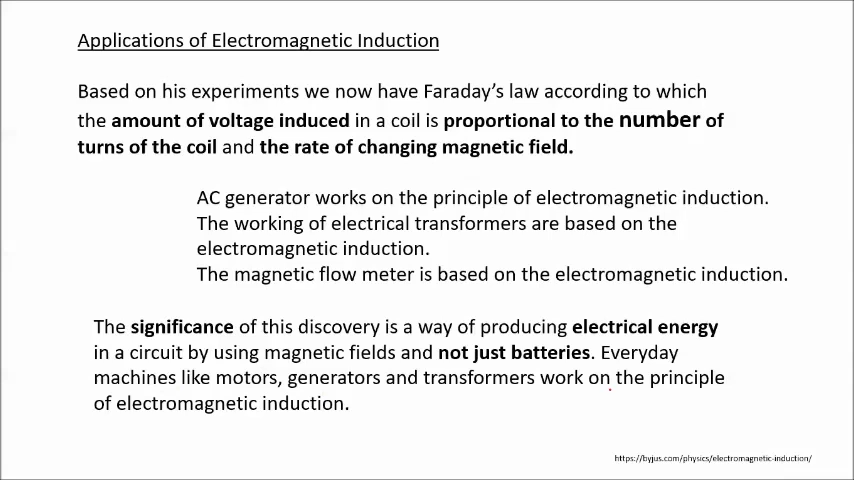 Applications of Electromagnetic Induction
Based on his experiments we now have Faraday’s law according to which
the amount of voltage induced in a coil is proportional to the number of
turns of the coil and the rate of changing magnetic field.
AC generator works on the principle of electromagnetic induction.
The working of electrical transformers are based on the
electromagnetic induction.
The magnetic flow meter is based on the electromagnetic induction.
The significance of this discovery is a way of producing electrical energy
in a circuit by using magnetic fields and not just batteries. Everyday
machines like motors, generators and transformers work on the principle
of electromagnetic induction.
https://byjus.com/physics/electromagnetic-induction/